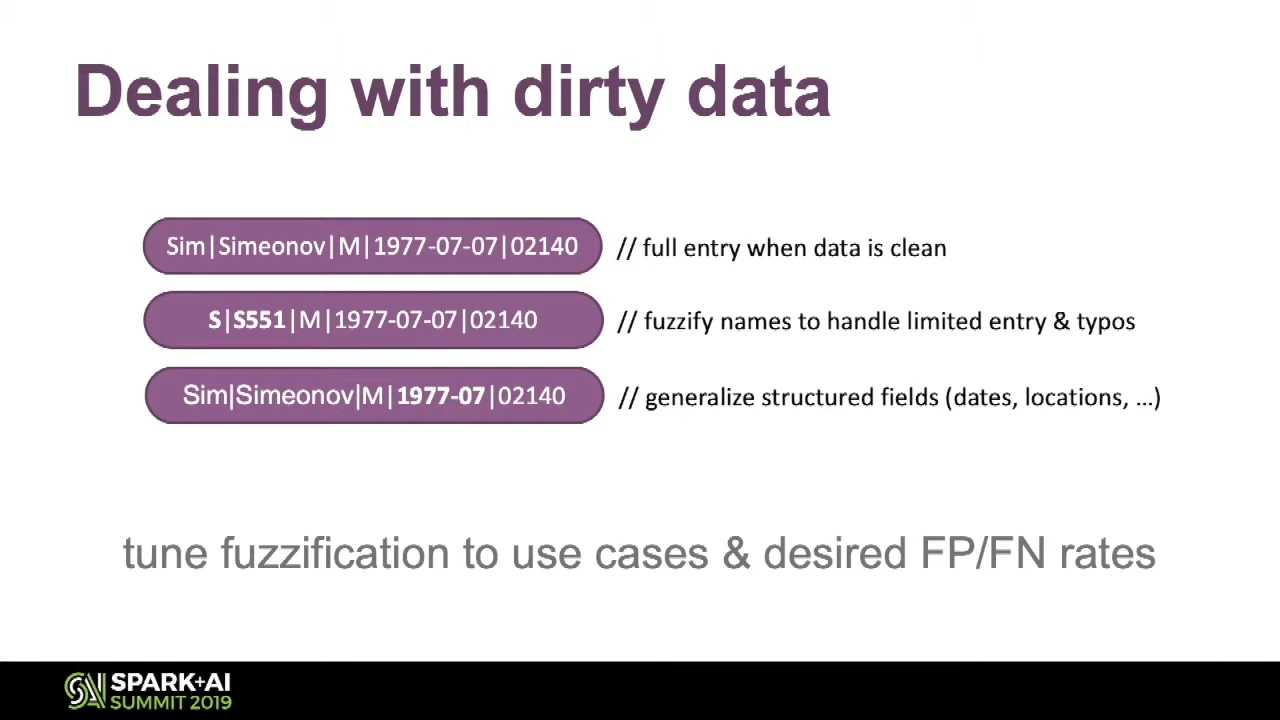 Dealing with dirty data
Sim|Simeonov|M|1977-07-07|02140 // full entry when data is clean
S|S551|M|1977-07-07|02140 // fuzzify names to handle limited entry & typos
Sim|Simeonov|M|1977-07|02140 // generalize structured fields (dates, locations, ...)
tune fuzzification to use cases & desired FP/FN rates
SPARK+AI
SUMMIT 2019